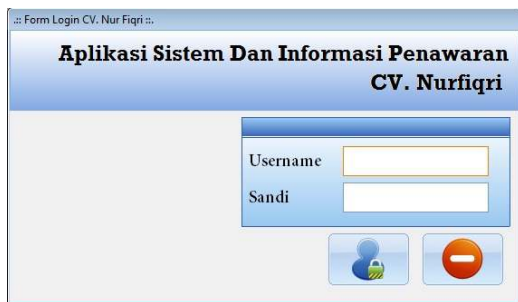 .:: Form Login CV. Nur Fiqri ::.
Aplikasi Sistem Dan Informasi Penawaran
CV. Nurfiqri
Username
Sandi